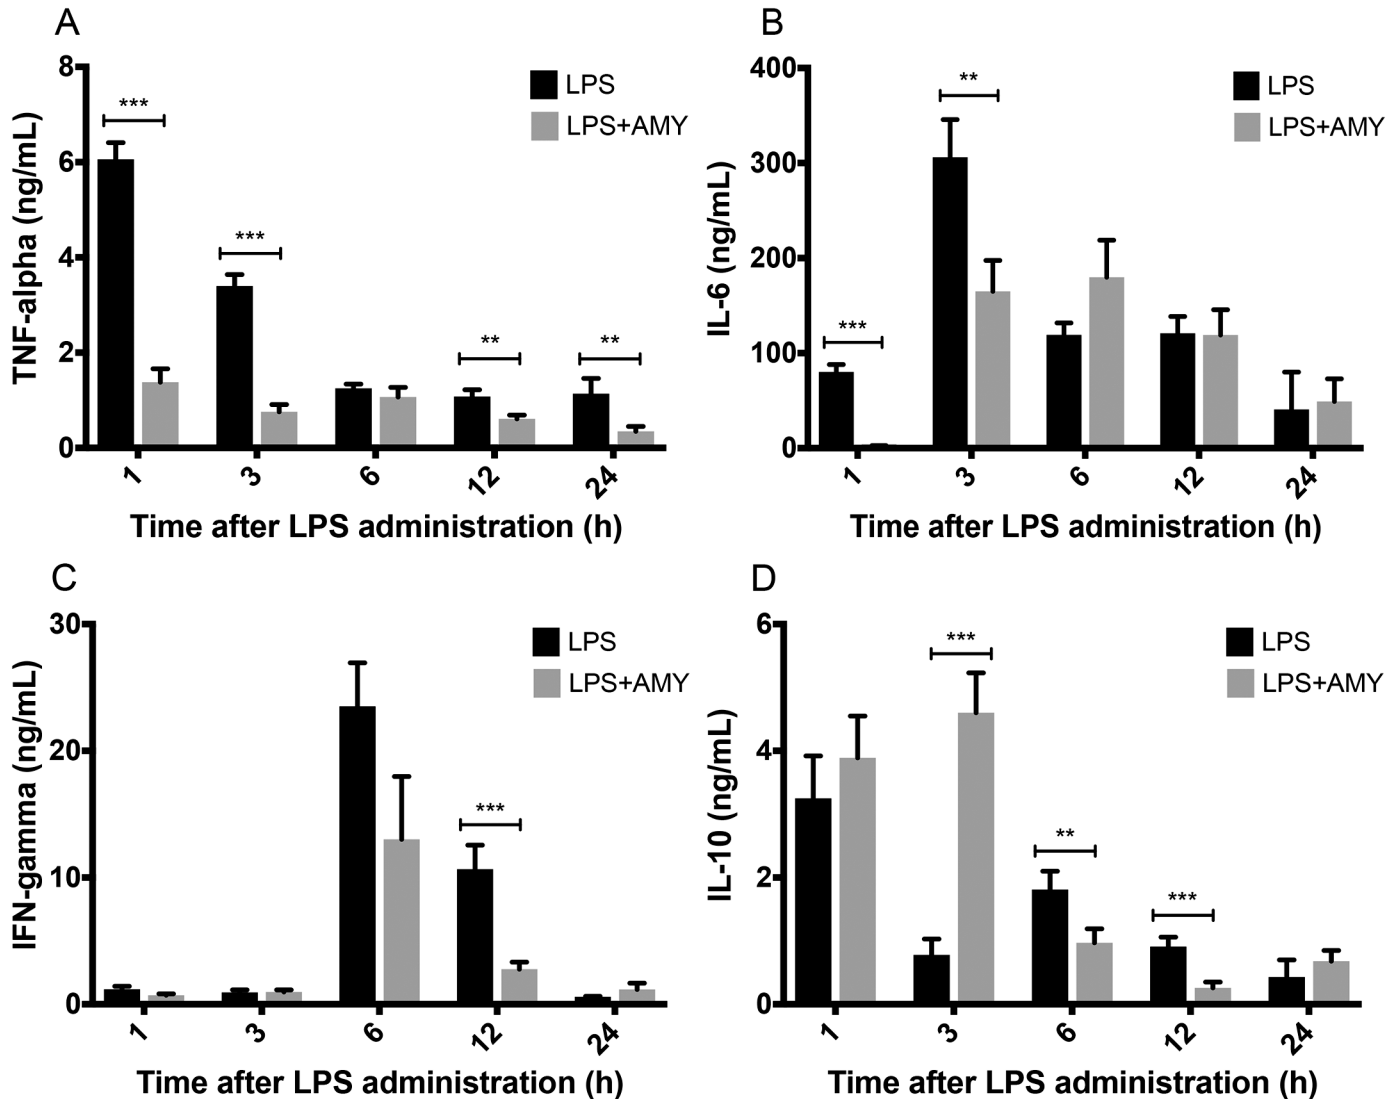 A
TNF-alpha (ng/mL)
8
6
4
2
0
***
***
**
**
LPS
LPS+AMY
1
3
6
12
24
Time after LPS administration (h)
B
IL-6 (ng/mL)
400
300
200
100
0
***
**
LPS
LPS+AMY
1
3
6
12
24
Time after LPS administration (h)
C
IFN-gamma (ng/mL)
30
20
10
0
***
LPS
LPS+AMY
1
3
6
12
24
Time after LPS administration (h)
D
IL-10 (ng/mL)
6
4
2
0
***
**
***
LPS
LPS+AMY
1
3
6
12
24
Time after LPS administration (h)